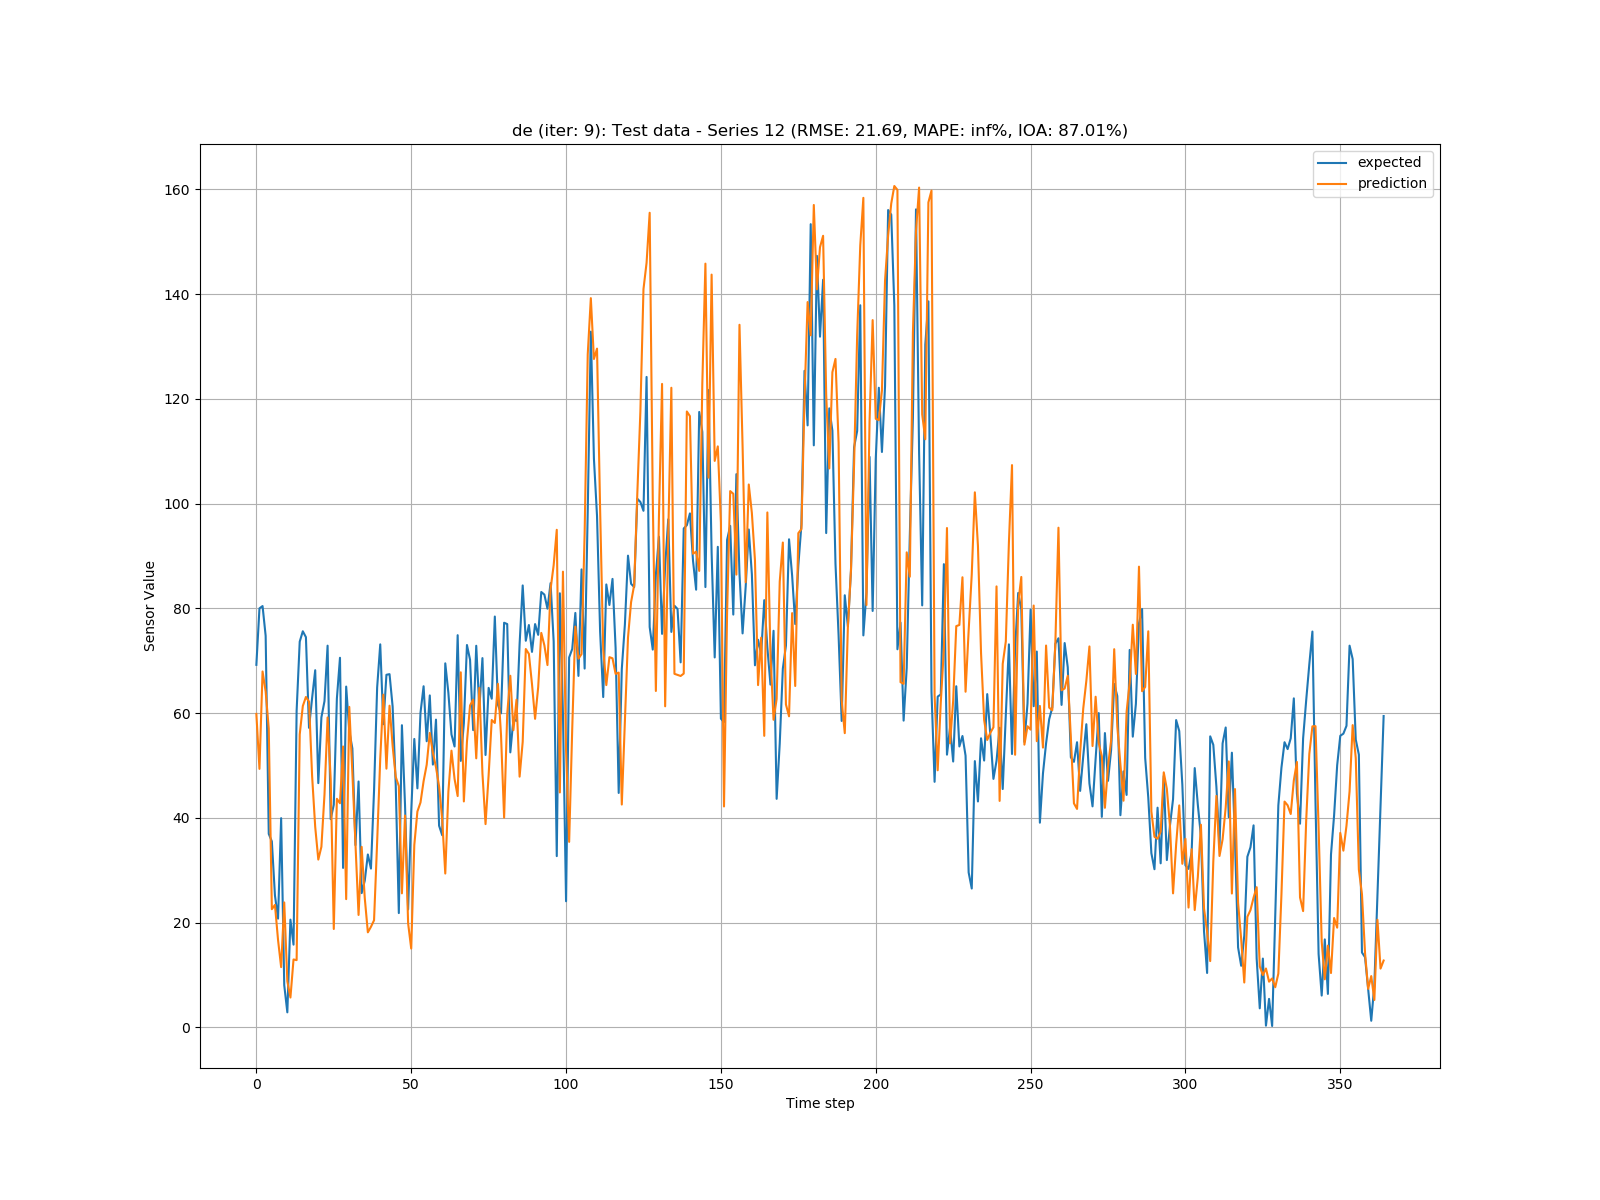 de (iter: 9): Test data - Series 12 (RMSE: 21.69, MAPE: inf%, IOA: 87.01%)
expected
prediction
160
140
120
100
80
60
40
20
0
Sensor Value
0 50 100 150 200 250 300 350
Time step